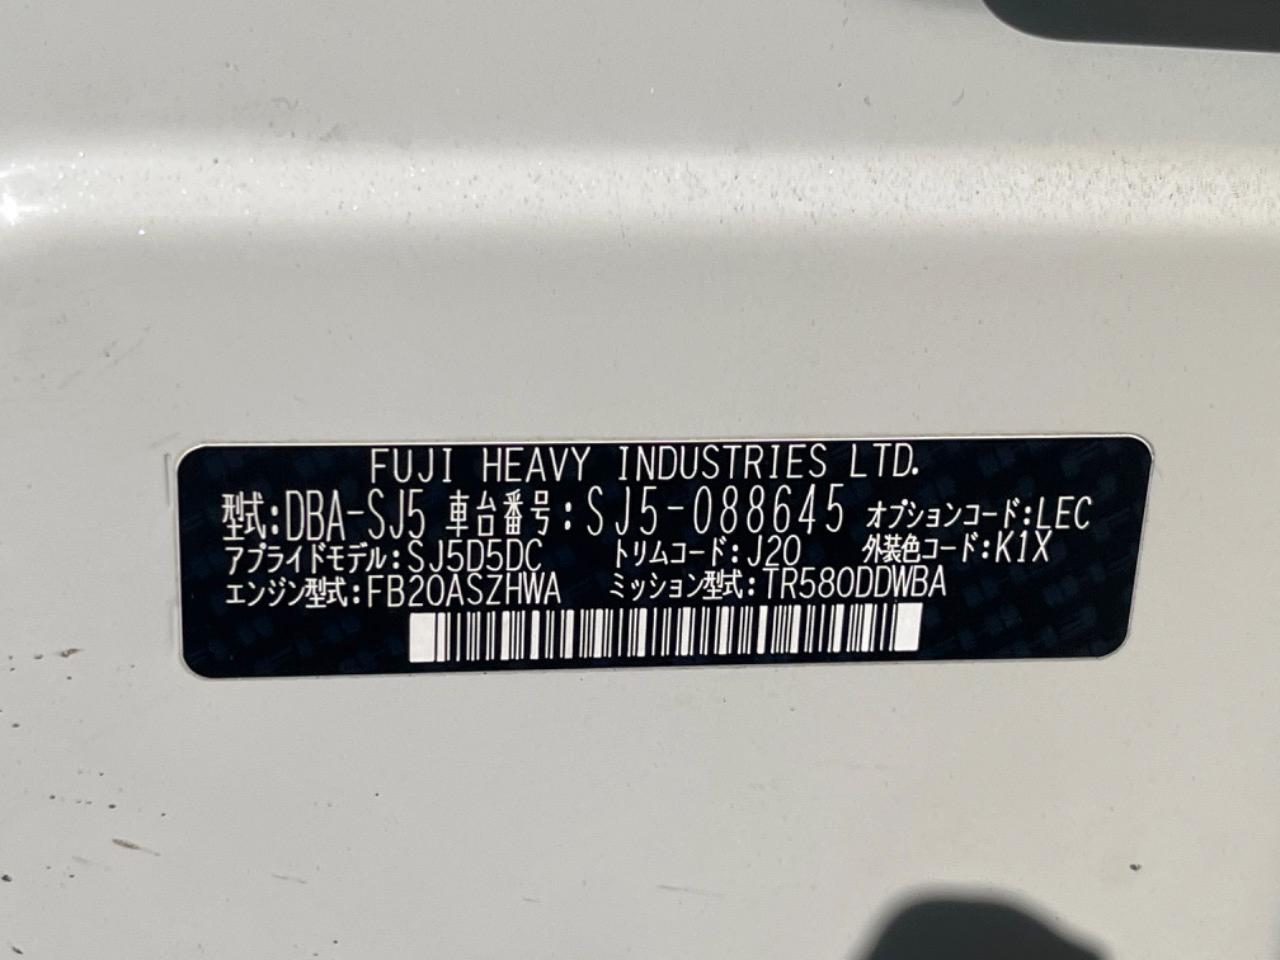 FUJI HEAVY INDUSTRIES LTD.
型式:DBA-SJ5 車台番号:SJ5-088645 オプションコード:LEC
アプライドモデル:SJ5D5DC トリムコード:J20 外装色コード:K1X
エンジン型式:FB20ASZHWA ミッション型式:TR580DDWBA